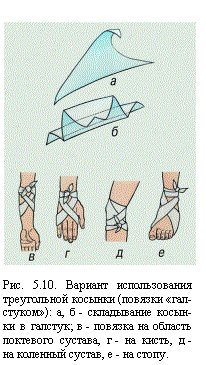 а
б
в г д е
Рис. 5.10. Вариант использования
треугольной косынки (повязки «гал-
стуком»): а, б - складывание косын-
ки в галстук; в - повязка на область
локтевого сустава, г - на кисть, д -
на коленный сустав, е - на стопу.